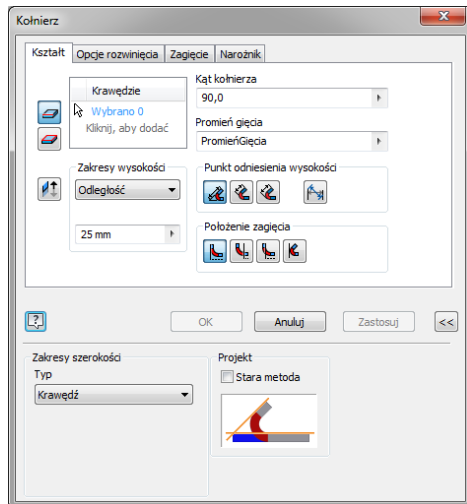 Kołnierz
Kształt Opcje rozwinięcia Zagięcie Narożnik
Krawędzie
Wybrano 0
Kliknij, aby dodać
Kąt kołnierza
90,0
Promień gięcia
PromieńGięcia
Zakresy wysokości
Odległość
25 mm
Punkt odniesienia wysokości
Położenie zagięcia
OK Anuluj Zastosuj <<
Zakresy szerokości
Typ
Krawędź
Projekt
Stara metoda